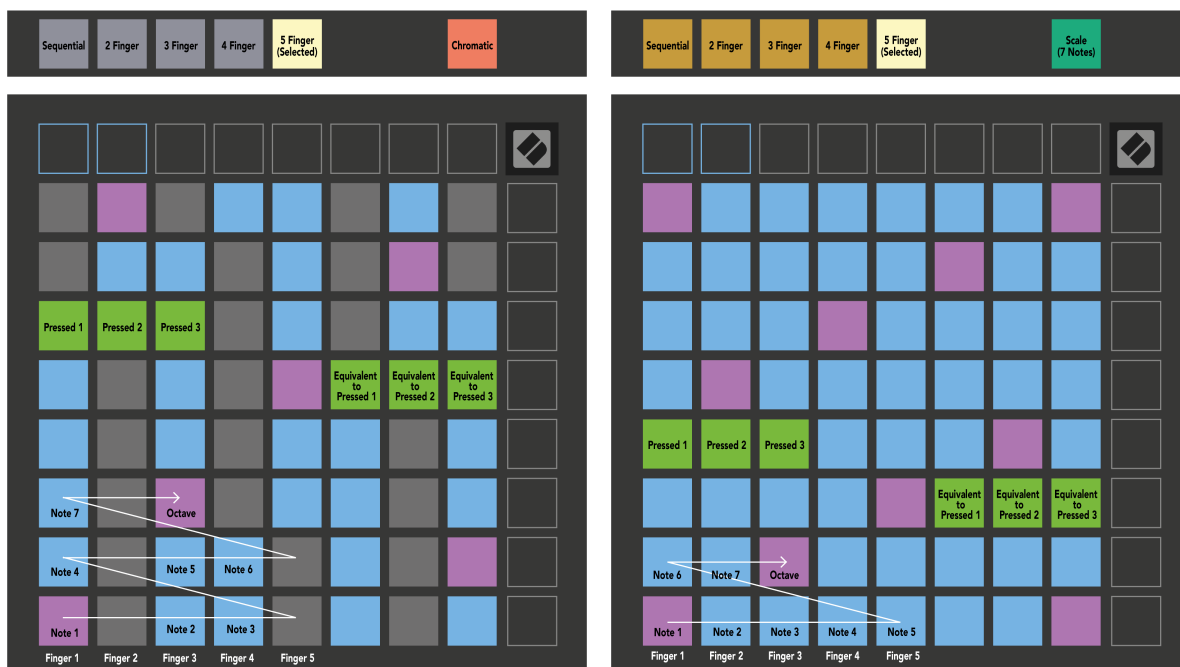 Sequential
2 Finger
3 Finger
4 Finger
5 Finger
(Selected)
Chromatic
Pressed 1
Pressed 2
Pressed 3
Equivalent
to
Pressed 1
Equivalent
to
Pressed 2
Equivalent
to
Pressed 3
Note 7
Octave
Note 4
Note 5
Note 6
Note 1
Note 2
Note 3
Finger 1
Finger 2
Finger 3
Finger 4
Finger 5
Sequential
2 Finger
3 Finger
4 Finger
5 Finger
(Selected)
Scale
(7 Notes)
Pressed 1
Pressed 2
Pressed 3
Equivalent
to
Pressed 1
Equivalent
to
Pressed 2
Equivalent
to
Pressed 3
Note 6
Note 7
Octave
Note 1
Note 2
Note 3
Note 4
Note 5
Finger 1
Finger 2
Finger 3
Finger 4
Finger 5